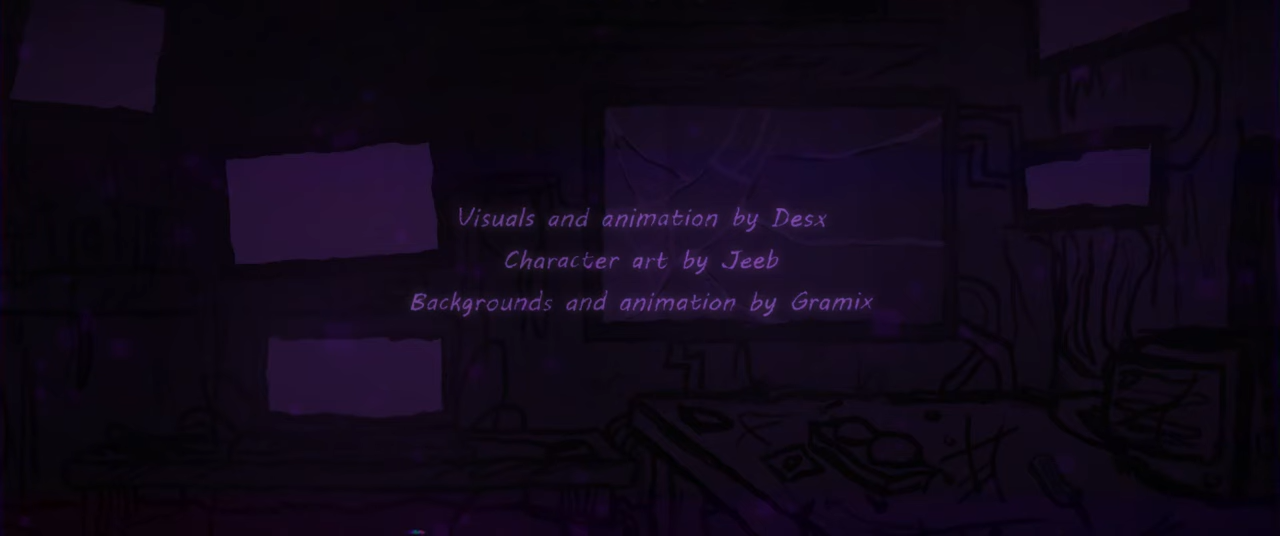 Visuals and animation by Desx
Character art by Jeeb
Backgrounds and animation by Gramix